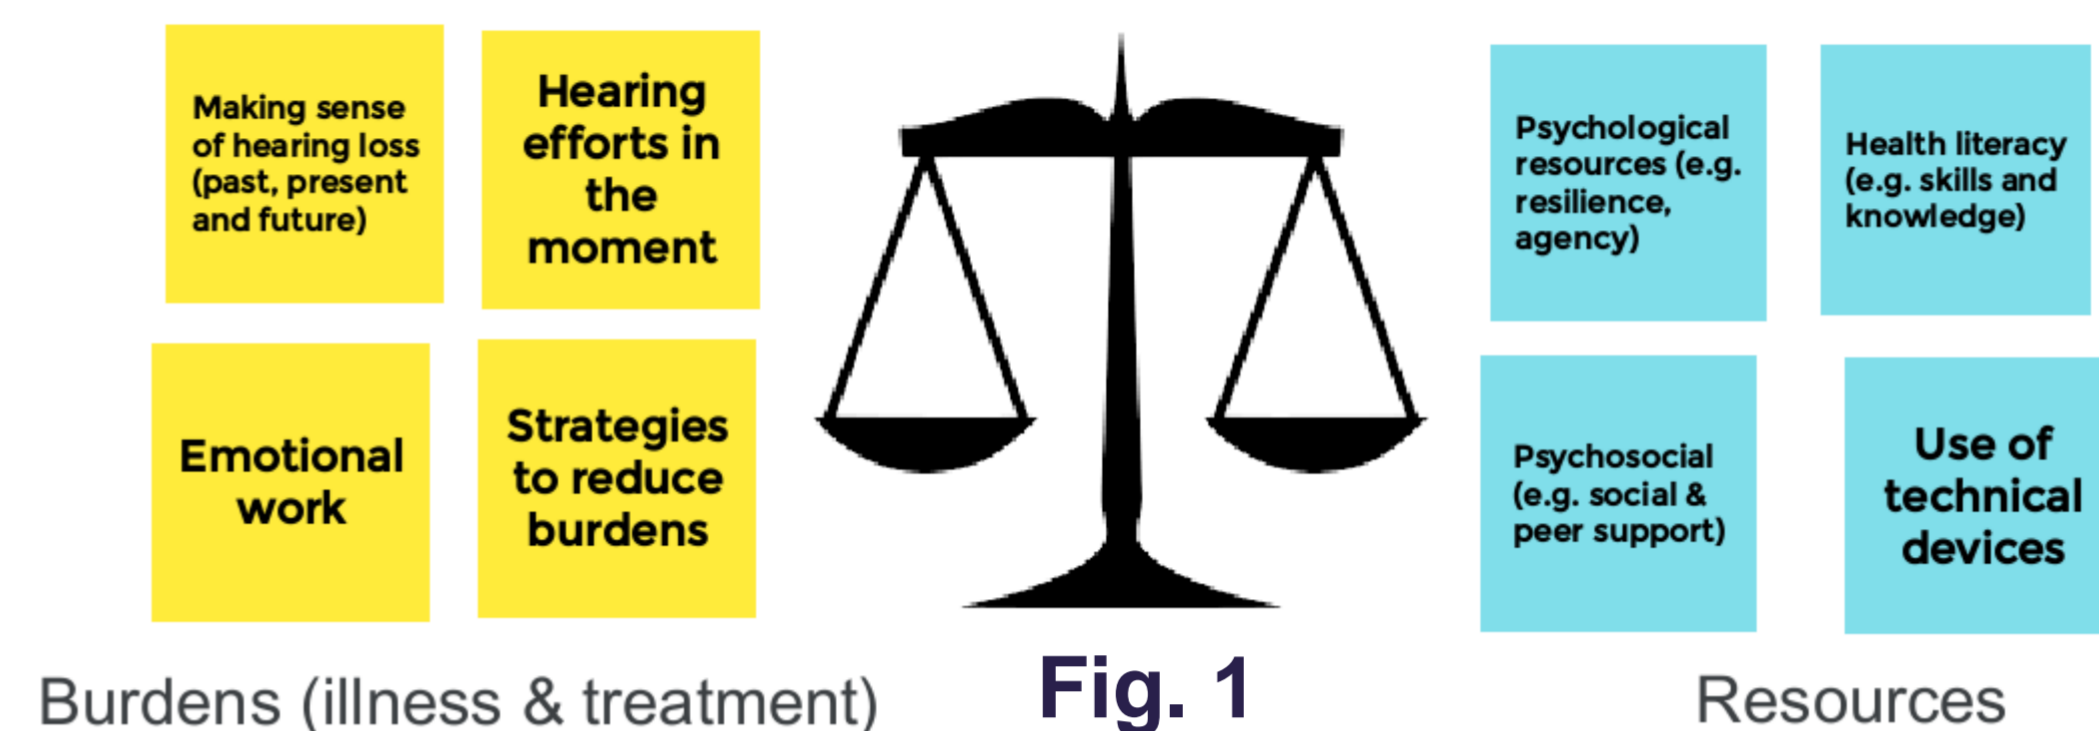 Making sense
of hearing loss
(past, present
and future)
Hearing
efforts in
the
moment
Emotional
work
Strategies
to reduce
burdens
Burdens (illness & treatment)
Fig. 1
Psychological
resources (e.g.
resilience,
agency)
Health literacy
(e.g. skills and
knowledge)
Psychosocial
(e.g. social &
peer support)
Use of
technical
devices
Resources